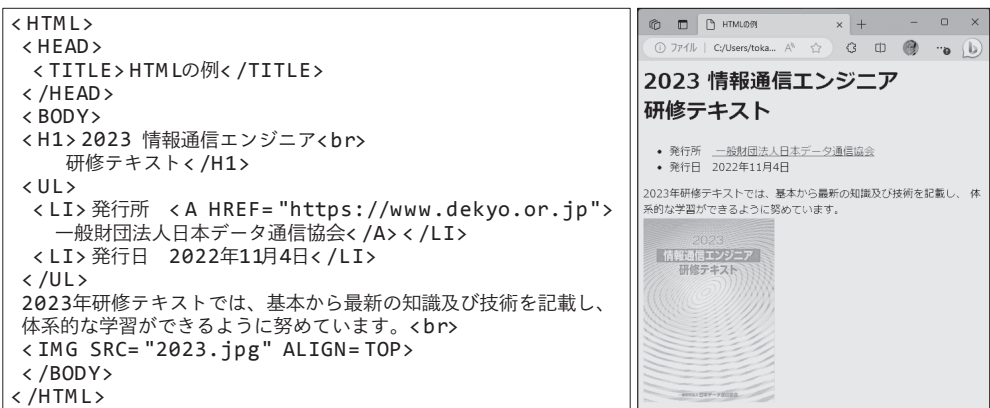 <HTML>
<HEAD>
<TITLE>HTMLの例</TITLE>
</HEAD>
<BODY>
<H1>2023 情報通信エンジニア<br>
研修テキスト</H1>
<UL>
<LI>発行所　<A HREF="https://www.dekyo.or.jp">
一般財団法人日本データ通信協会</A></LI>
<LI>発行日　2022年11月4日</LI>
</UL>
2023年研修テキストでは、基本から最新の知識及び技術を記載し、
体系的な学習ができるように努めています。<br>
<IMG SRC="2023.jpg" ALIGN=TOP>
</BODY>
</HTML>
HTMLの例
ファイル | C:/Users/toka...
2023 情報通信エンジニア
研修テキスト
• 発行所　一般財団法人日本データ通信協会
• 発行日　2022年11月4日
2023年研修テキストでは、基本から最新の知識及び技術を記載し、 体
系的な学習ができるように努めています。
2023
情報通信エンジニア
研修テキスト